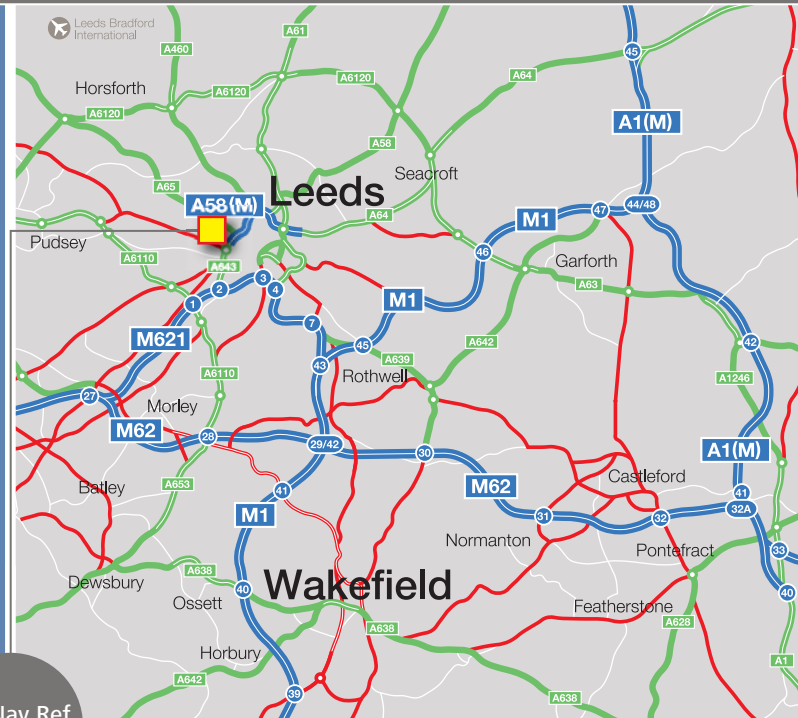 Leeds Bradford
International
A61
A460
45
A6120
A64
Horsforth
A6120
A6120
A1(M)
A58
Seacroft
A65
Leeds
A58(M)
A64
M1
47
44/48
Pudsey
A6110
A643
46
Garforth
3
A63
1
2
4
M1
M621
7
42
45
A642
43
A639
A6110
Rothwell
A1246
27
Morley
M62
28
29/42
30
A1(M)
Castleford
Batley
A653
41
M62
41
32A
M1
31
32
Normanton
Pontefract
33
A638
Dewsbury
40
Wakefield
40
Ossett
Featherstone
A628
A638
Horbury
A1
A642
39
A638
Nav Ref